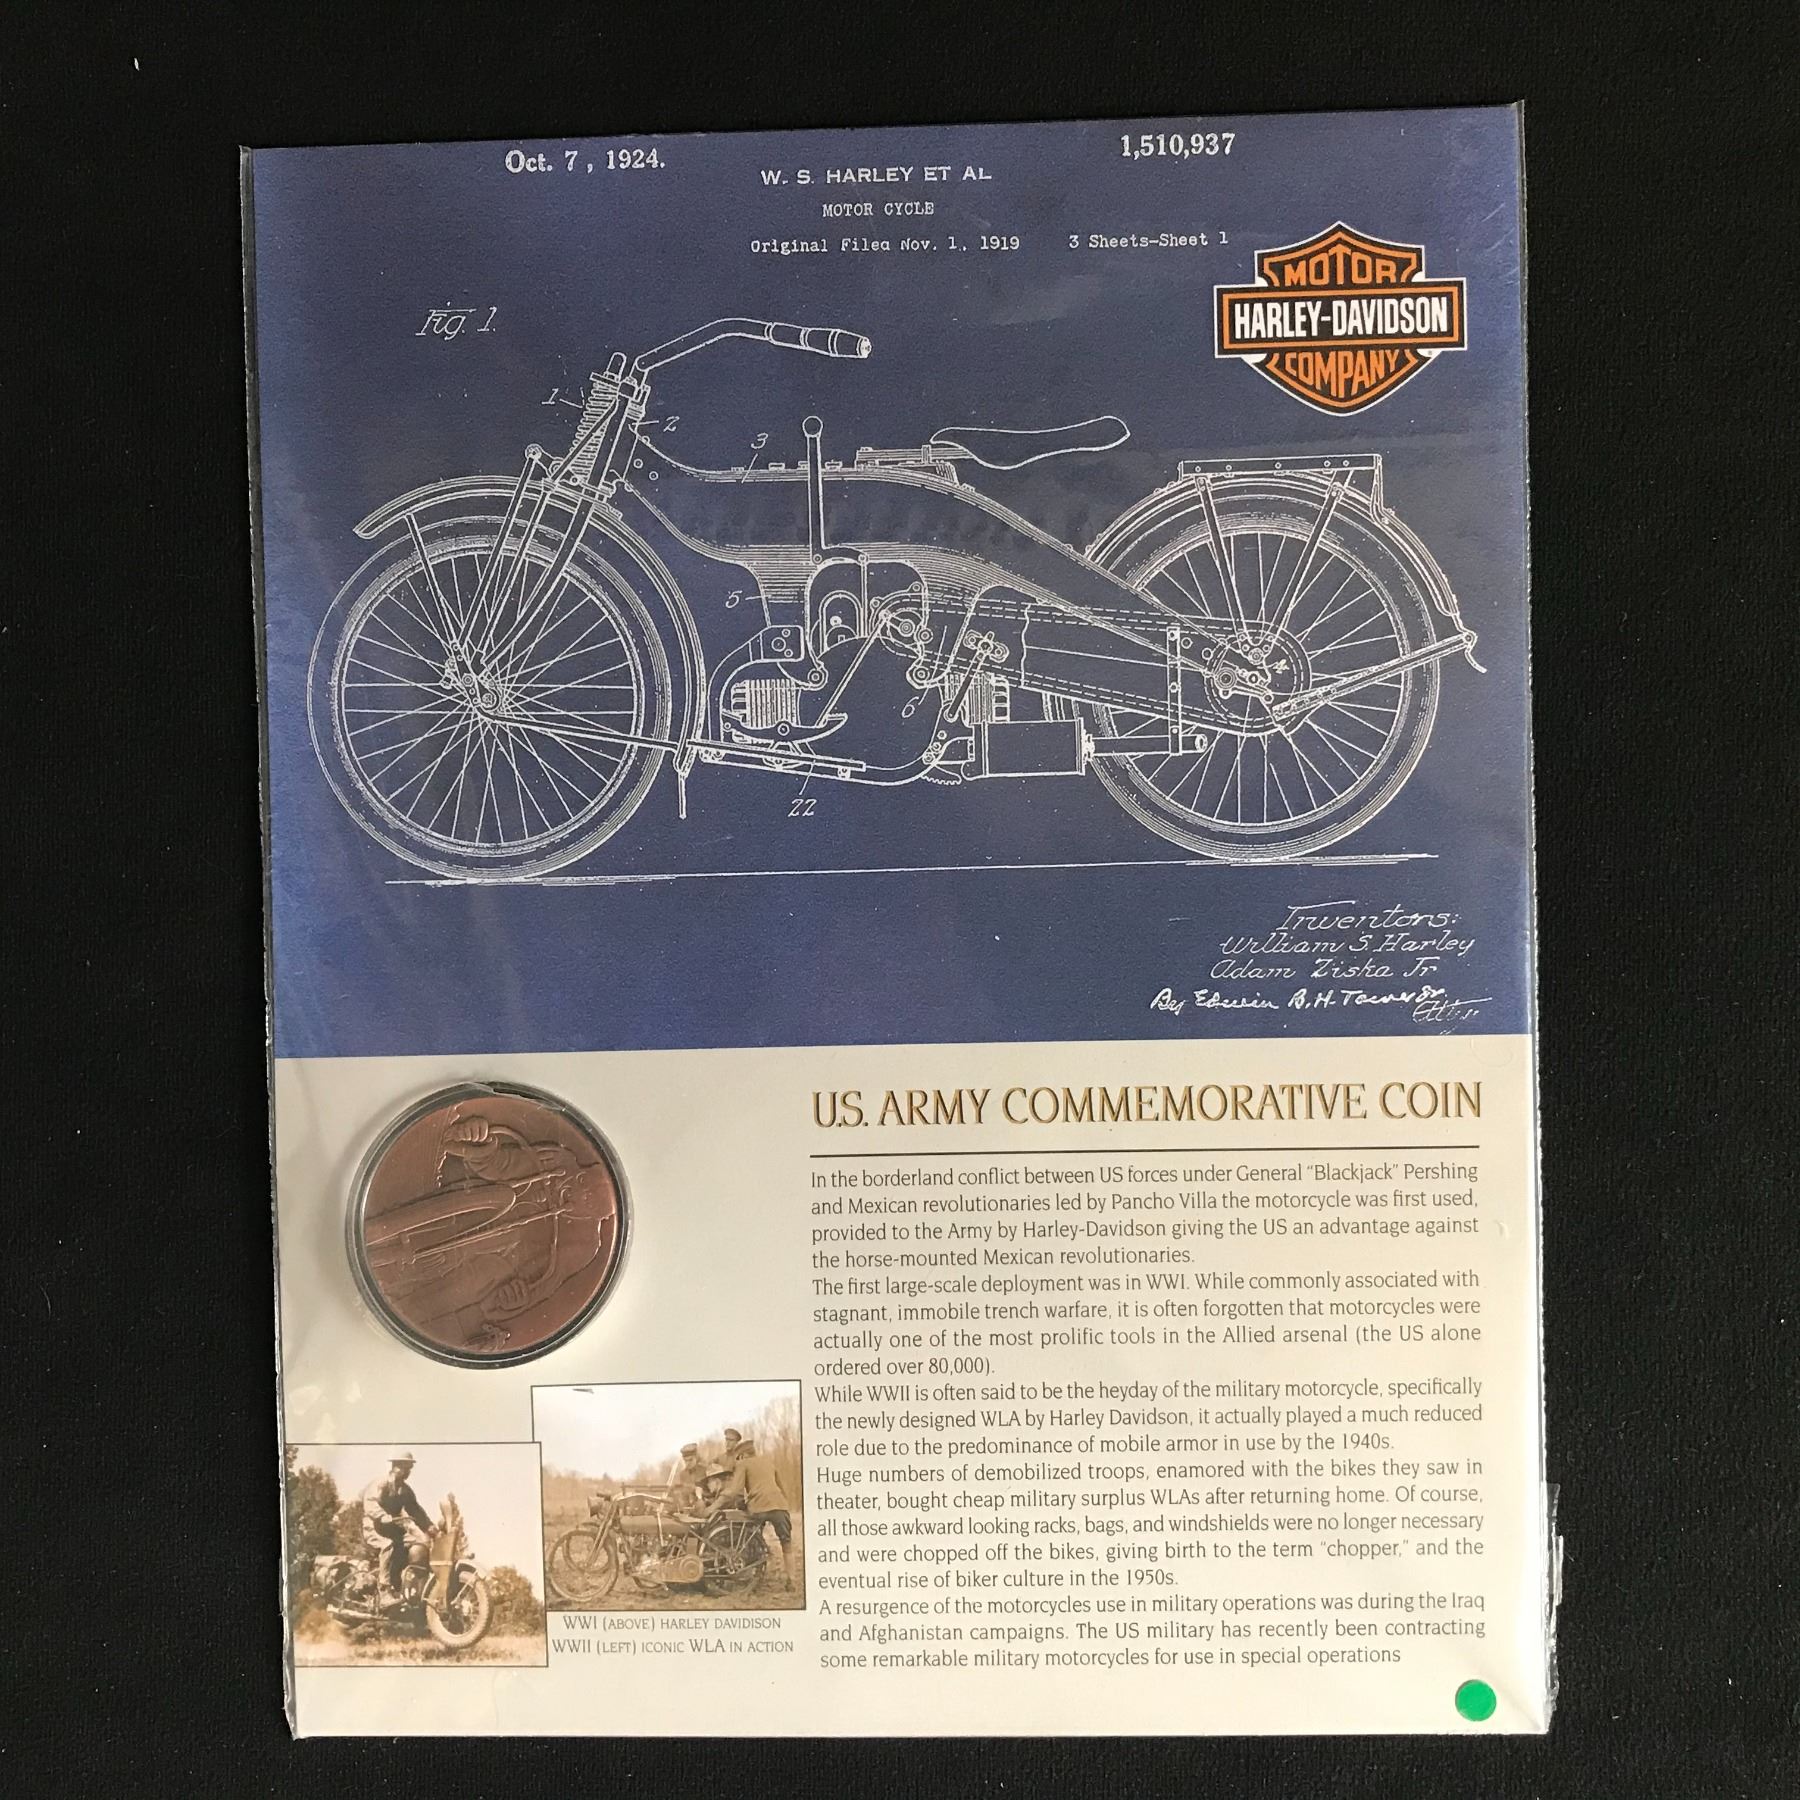 Oct. 7, 1924.
1,510,937
W. S. HARLEY ET AL
MOTOR CYCLE
Original Filed Nov. 1, 1919
3 Sheets-Sheet 1
MOTOR
HARLEY-DAVIDSON
COMPANY
Fig. 1.
1
2
3
5
4
6
22
Inventors:
William S. Harley
Adam Ziska Jr
By Edwin B. H. Tower Jr.
Atty.
U.S. ARMY COMMEMORATIVE COIN
In the borderland conflict between US forces under General "Blackjack" Pershing
and Mexican revolutionaries led by Pancho Villa the motorcycle was first used,
provided to the Army by Harley-Davidson giving the US an advantage against
the horse-mounted Mexican revolutionaries.
The first large-scale deployment was in WWI. While commonly associated with
stagnant, immobile trench warfare, it is often forgotten that motorcycles were
actually one of the most prolific tools in the Allied arsenal (the US alone
ordered over 80,000).
While WWII is often said to be the heyday of the military motorcycle, specifically
the newly designed WLA by Harley Davidson, it actually played a much reduced
role due to the predominance of mobile armor in use by the 1940s.
Huge numbers of demobilized troops, enamored with the bikes they saw in
theater, bought cheap military surplus WLAs after returning home. Of course,
all those awkward looking racks, bags, and windshields were no longer necessary
and were chopped off the bikes, giving birth to the term "chopper," and the
eventual rise of biker culture in the 1950s.
A resurgence of the motorcycles use in military operations was during the Iraq
and Afghanistan campaigns. The US military has recently been contracting
some remarkable military motorcycles for use in special operations
WWI (ABOVE) HARLEY DAVIDISON
WWII (LEFT) ICONIC WLA IN ACTION